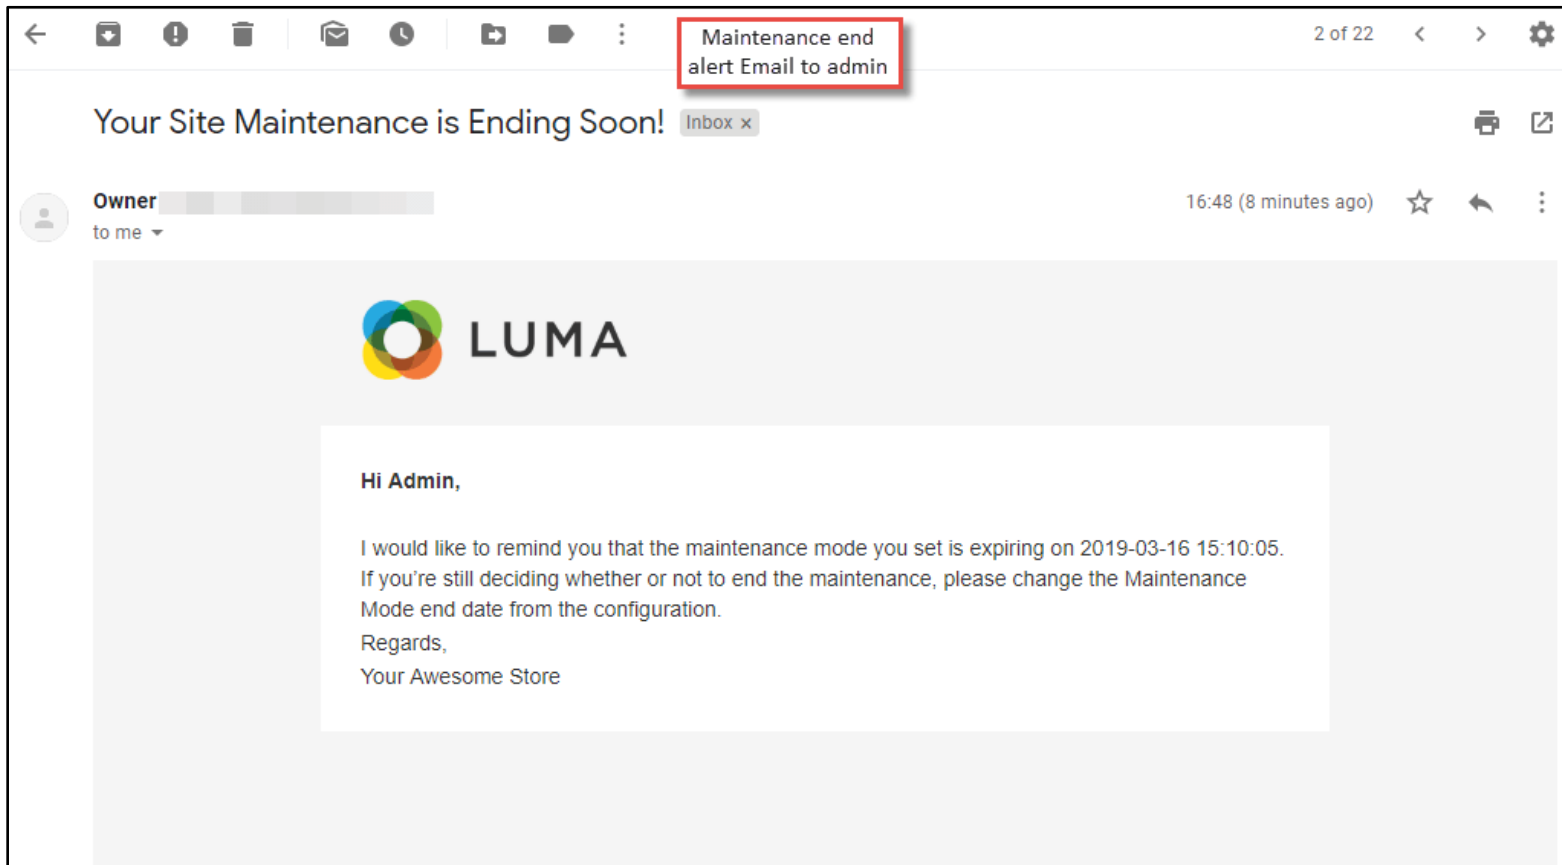 Maintenance end
alert Email to admin
2 of 22
Your Site Maintenance is Ending Soon! Inbox x
Owner
16:48 (8 minutes ago)
to me
LUMA
Hi Admin,
I would like to remind you that the maintenance mode you set is expiring on 2019-03-16 15:10:05.
If you’re still deciding whether or not to end the maintenance, please change the Maintenance
Mode end date from the configuration.
Regards,
Your Awesome Store